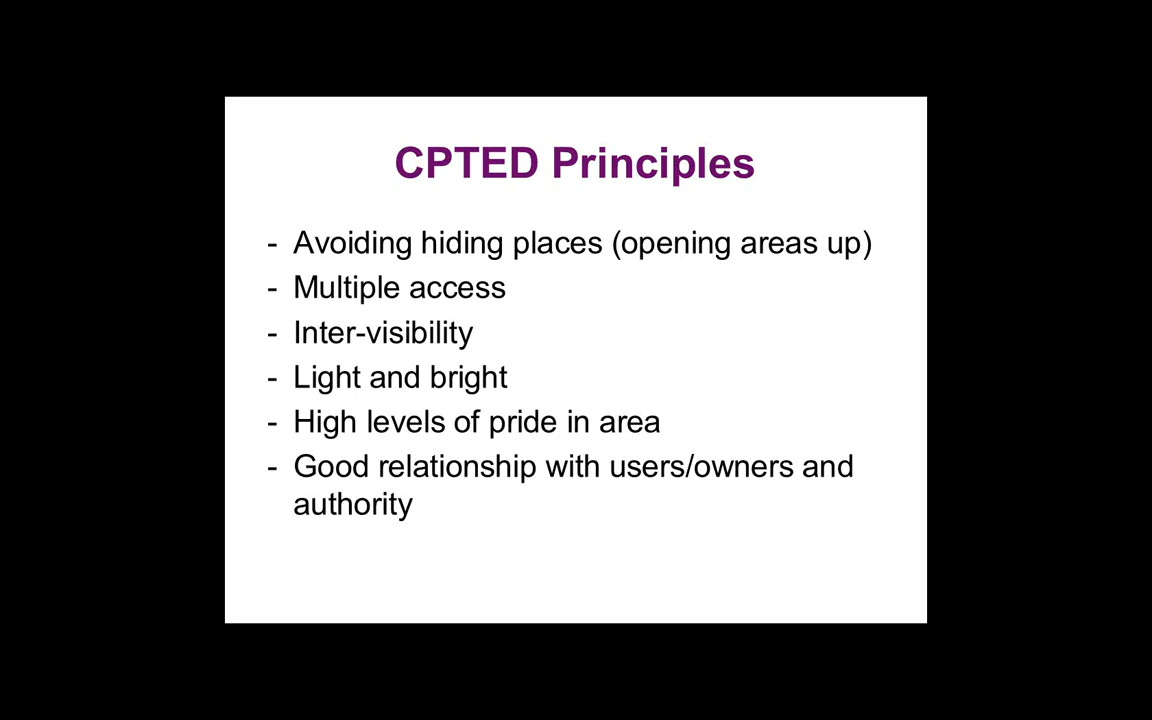 CPTED Principles
- Avoiding hiding places (opening areas up)
- Multiple access
- Inter-visibility
- Light and bright
- High levels of pride in area
- Good relationship with users/owners and
authority